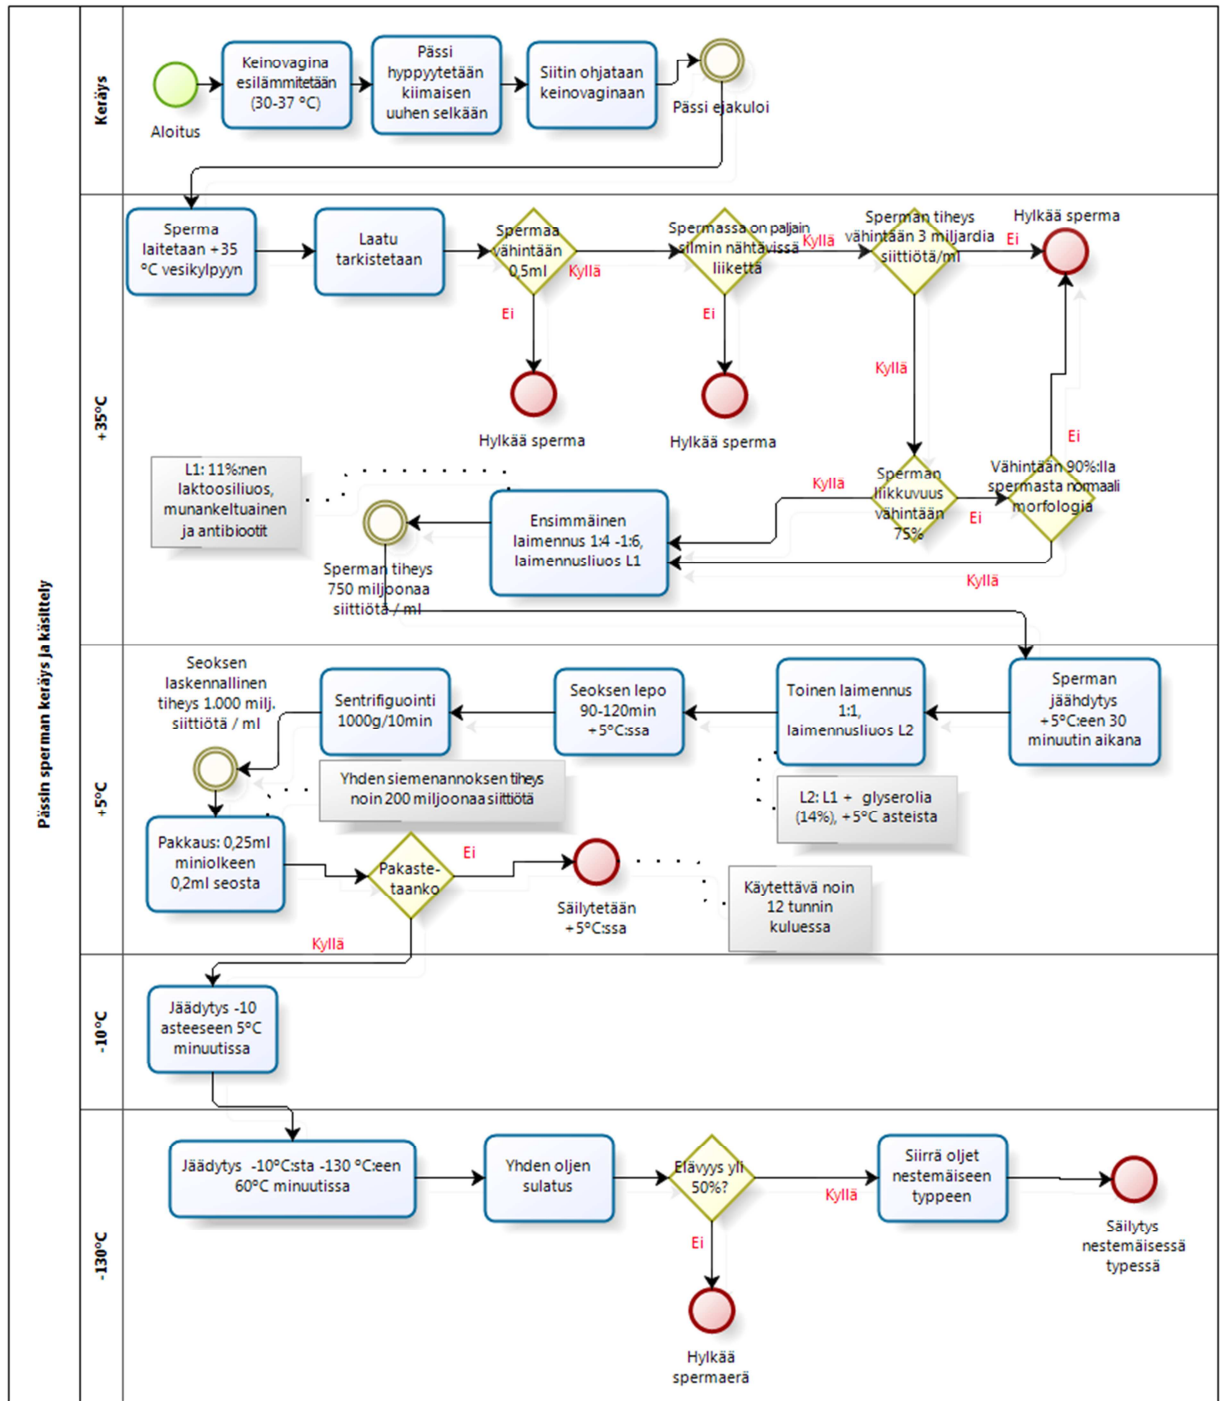 Pässin sperman keräys ja käsittely
Keräys
Aloitus
Keinovagina
esilämmitetään
(30-37 °C)
Pässi
hyppyytetään
kiimaisen
uuhen selkään
Siitin ohjataan
keinovaginaan
Pässi ejakuloi
+35°C
Sperma
laitetaan +35
°C vesikylpyyn
Laatu
tarkistetaan
Spermaa
vähintään
0,5ml
Kyllä
Ei
Hylkää sperma
Spermassa on paljain
silmin nähtävissä
liikettä
Kyllä
Ei
Hylkää sperma
Sperman tiheys
vähintään 3 miljardia
siittiötä/ml
Ei
Hylkää sperma
Kyllä
Sperman
liikkuvuus
vähintään
75%
Kyllä
Ei
Vähintään 90%:lla
spermasta nomaali
morfologia
Ei
Kyllä
L1: 11%:nen
laktoosiliuos,
munankeltuainen
ja antibiootit
Ensimmäinen
laimennus 1:4 -1:6,
laimennusliuos L1
Sperman tiheys
750 miljoonaa
siittiötä / ml
+5°C
Sperman
jäähdytys
+5°C:een 30
minuutin aikana
Toinen laimennus
1:1,
laimennusliuos L2
L2: L1 + glyserolia
(14%), +5°C asteista
Seoksen lepo
90-120min
+5°C:ssa
Sentrifiguointi
1000g/10min
Seoksen
laskennallinen
tiheys 1.000 milj.
siittiötä / ml
Yhden siemenannoksen tiheys
noin 200 miljoonaa siittiötä
Pakkaus: 0,25ml
miniolkeen
0,2ml seosta
Pakaste-
taanko
Ei
Säilytetään
+5°C:ssa
Käytettävä noin
12 tunnin
kuluessa
Kyllä
-10°C
Jäädytys -10
asteeseen 5°C
minuutissa
-130°C
Jäädytys -10°C:sta -130 °C:een
60°C minuutissa
Yhden oljen
sulatus
Elävyys yli
50%?
Kyllä
Ei
Hylkää
spermaerä
Siirrä oljet
nestemäiseen
typpeen
Säilytys
nestemäisessä
typessä